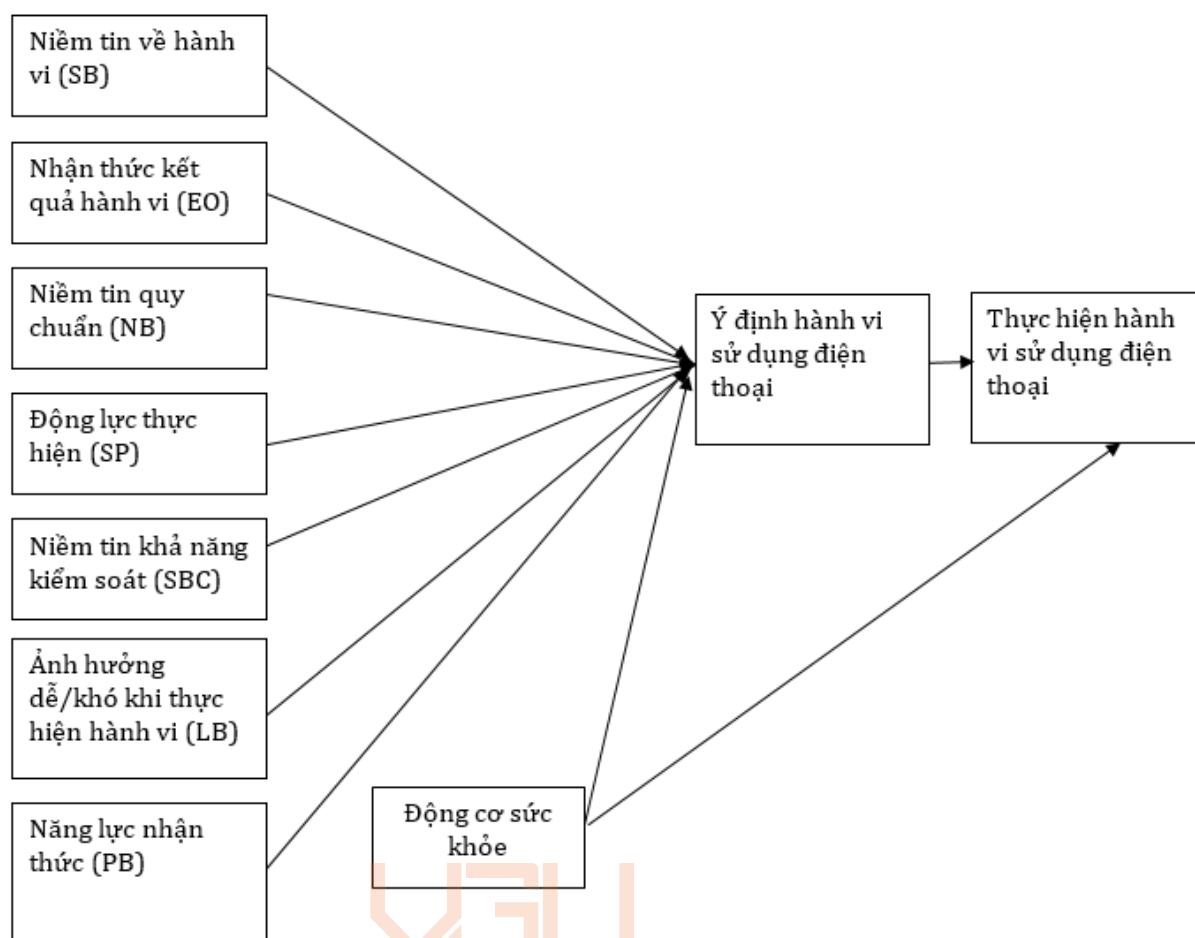 Niềm tin về hành
vi (SB)
Nhận thức kết
quả hành vi (EO)
Niềm tin quy
chuẩn (NB)
Động lực thực
hiện (SP)
Niềm tin khả năng
kiểm soát (SBC)
Ảnh hưởng
dễ/khó khi thực
hiện hành vi (LB)
Năng lực nhận
thức (PB)
Động cơ sức
khỏe
Ý định hành vi
sử dụng điện
thoại
Thực hiện hành
vi sử dụng điện
thoại